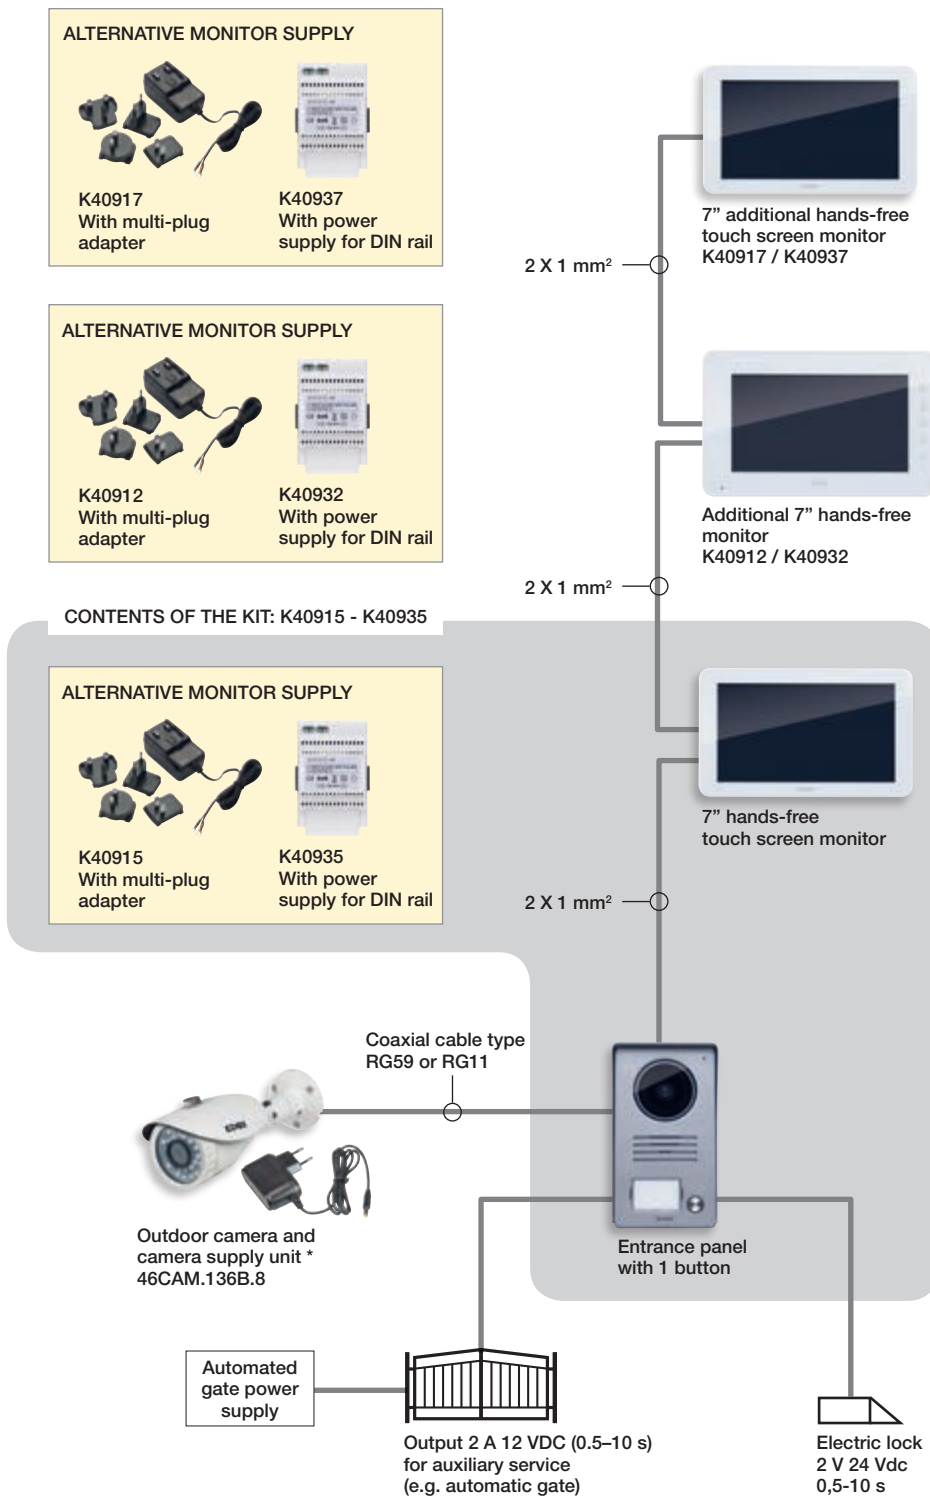 ALTERNATIVE MONITOR SUPPLY
K40917
With multi-plug
adapter
K40937
With power
supply for DIN rail
7” additional hands-free
touch screen monitor
K40917 / K40937
2 X 1 mm²
ALTERNATIVE MONITOR SUPPLY
K40912
With multi-plug
adapter
K40932
With power
supply for DIN rail
Additional 7” hands-free
monitor
K40912 / K40932
2 X 1 mm²
CONTENTS OF THE KIT: K40915 - K40935
ALTERNATIVE MONITOR SUPPLY
K40915
With multi-plug
adapter
K40935
With power
supply for DIN rail
7” hands-free
touch screen monitor
2 X 1 mm²
Coaxial cable type
RG59 or RG11
Outdoor camera and
camera supply unit *
46CAM.136B.8
Entrance panel
with 1 button
Automated
gate power
supply
Output 2 A 12 VDC (0.5–10 s)
for auxiliary service
(e.g. automatic gate)
Electric lock
2 V 24 Vdc
0,5-10 s